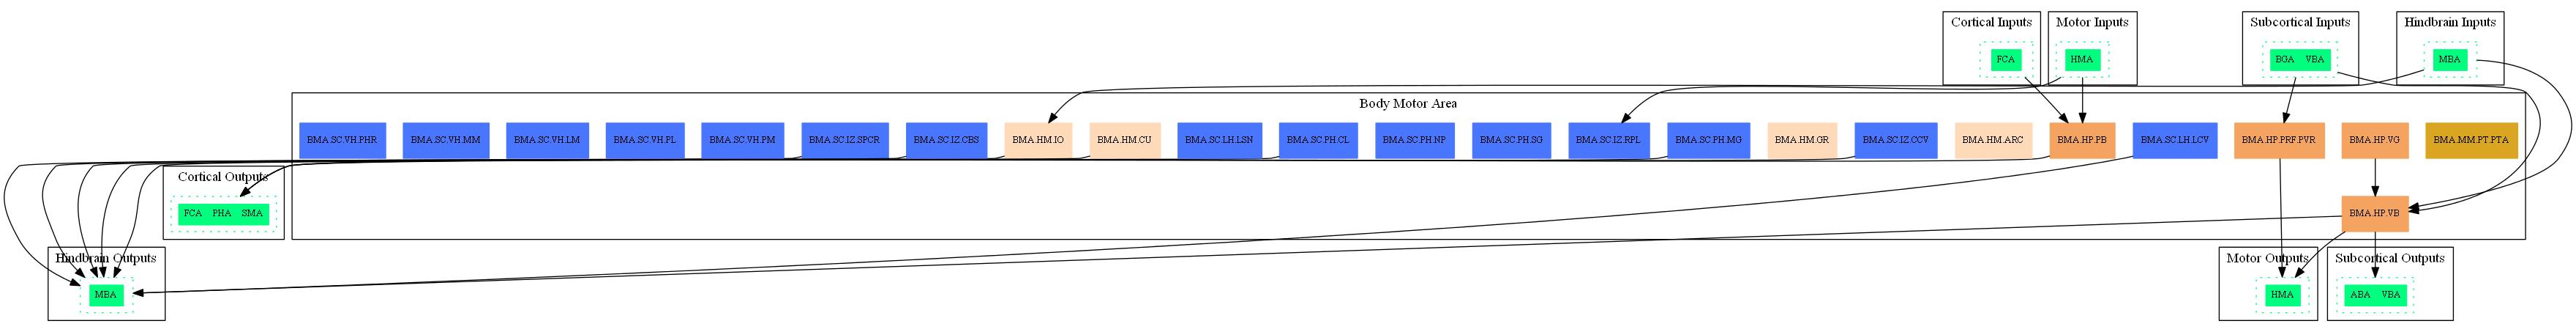 Cortical Inputs
Motor Inputs
Subcortical Inputs
Hindbrain Inputs
FCA
HMA
BGA VBA
MBA
Body Motor Area
BMA.SC.VH.PHR
BMA.SC.VH.MM
BMA.SC.VH.LM
BMA.SC.VH.PL
BMA.SC.VH.PM
BMA.SC.IZ.SPCR
BMA.SC.IZ.CBS
BMA.HM.IO
BMA.HM.CU
BMA.SC.LH.LSN
BMA.SC.PH.CL
BMA.SC.PH.NP
BMA.SC.PH.SG
BMA.SC.IZ.RPL
BMA.SC.PH.MG
BMA.HM.GR
BMA.SC.IZ.CCV
BMA.HM.ARC
BMA.HP.PB
BMA.SC.LH.LCV
BMA.HP.PRF.PVR
BMA.HP.VG
BMA.MM.PT.PTA
Cortical Outputs
FCA PHA SMA
BMA.HP.VB
Hindbrain Outputs
Motor Outputs
Subcortical Outputs
MBA
HMA
ABA VBA